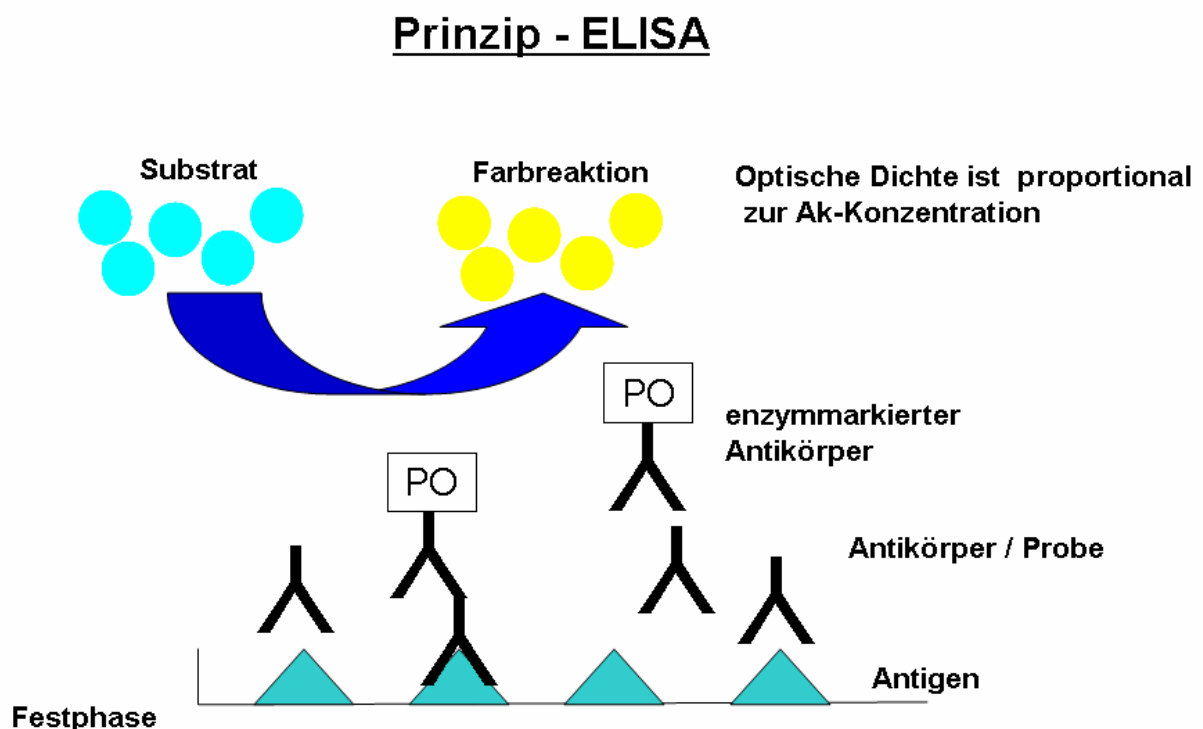 Prinzip - ELISA
Substrat
Farbreaktion
Optische Dichte ist proportional
zur Ak-Konzentration
PO
enzymmarkierter
Antikörper
PO
Antikörper / Probe
Antigen
Festphase